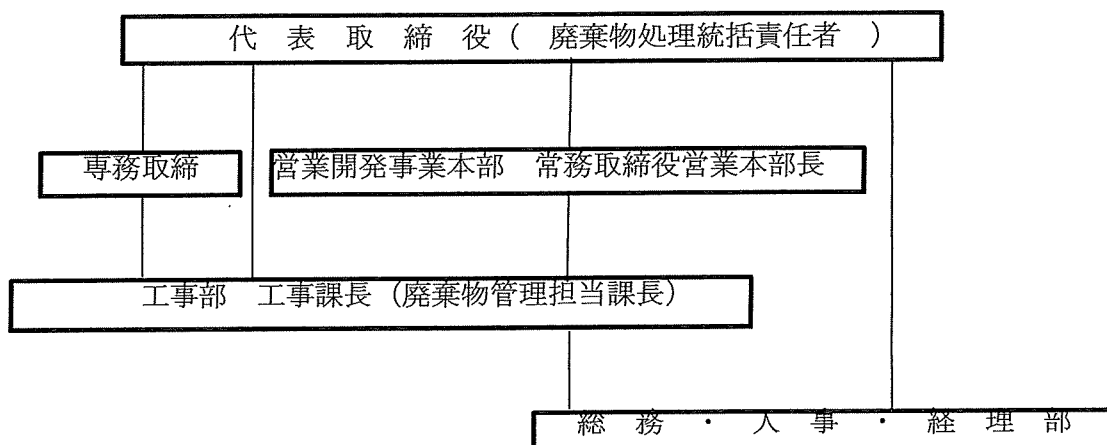 代 表 取 締 役 ( 廃棄物処理統括責任者 )
専務取締
営業開発事業本部 常務取締役営業本部長
工事部 工事課長 (廃棄物管理担当課長)
総 務 ・ 人 事 ・ 経 理 部